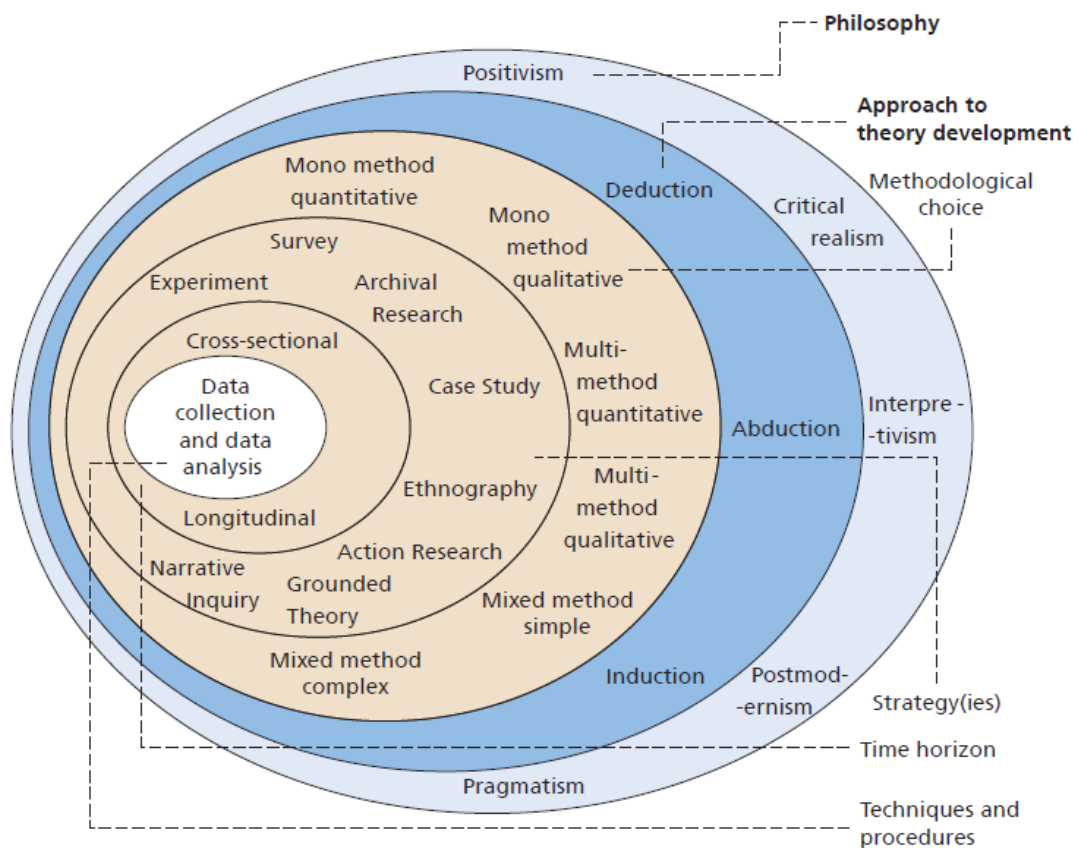 Philosophy
Positivism
Approach to
theory development
Mono method
quantitative
Deduction
Methodological
choice
Mono
method
qualitative
Critical
realism
Survey
Experiment
Archival
Research
Cross-sectional
Multi-
method
quantitative
Case Study
Data
collection
and data
analysis
Interpre-
-tivism
Abduction
Ethnography
Multi-
method
qualitative
Longitudinal
Action Research
Narrative
Inquiry
Grounded
Theory
Mixed method
simple
Mixed method
complex
Induction
Postmod-
-ernism
Strategy(ies)
Time horizon
Pragmatism
Techniques and
procedures